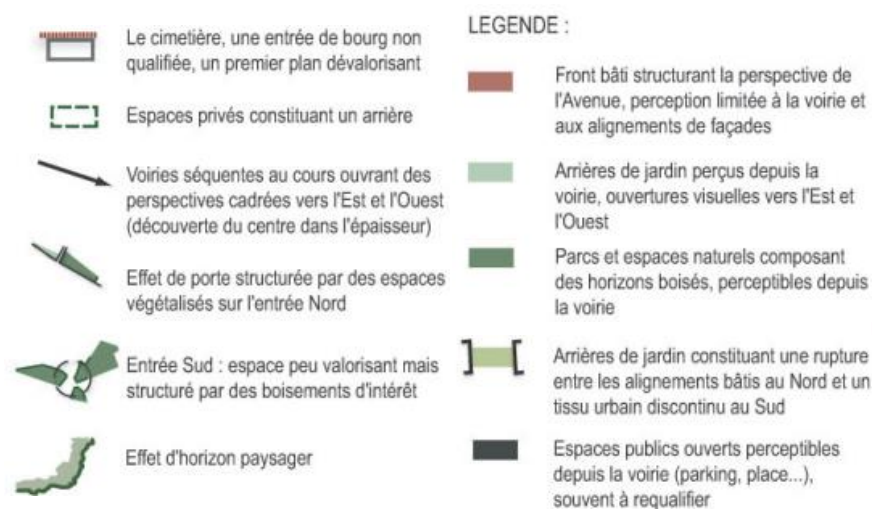 Le cimetière, une entrée de bourg non
qualifiée, un premier plan dévalorisant
Espaces privés constituant un arrière
Voiries séquentes au cours ouvrant des
perspectives cadrées vers l'Est et l'Ouest
(découverte du centre dans l'épaisseur)
Effet de porte structurée par des espaces
végétalisés sur l'entrée Nord
Entrée Sud : espace peu valorisant mais
structuré par des boisements d'intérêt
Effet d'horizon paysager
LEGENDE :
Front bâti structurant la perspective de
l'Avenue, perception limitée à la voirie et
aux alignements de façades
Arrières de jardin perçus depuis la
voirie, ouvertures visuelles vers l'Est et
l'Ouest
Parcs et espaces naturels composant
des horizons boisés, perceptibles depuis
la voirie
Arrières de jardin constituant une rupture
entre les alignements bâtis au Nord et un
tissu urbain discontinu au Sud
Espaces publics ouverts perceptibles
depuis la voirie (parking, place...),
souvent à requalifier